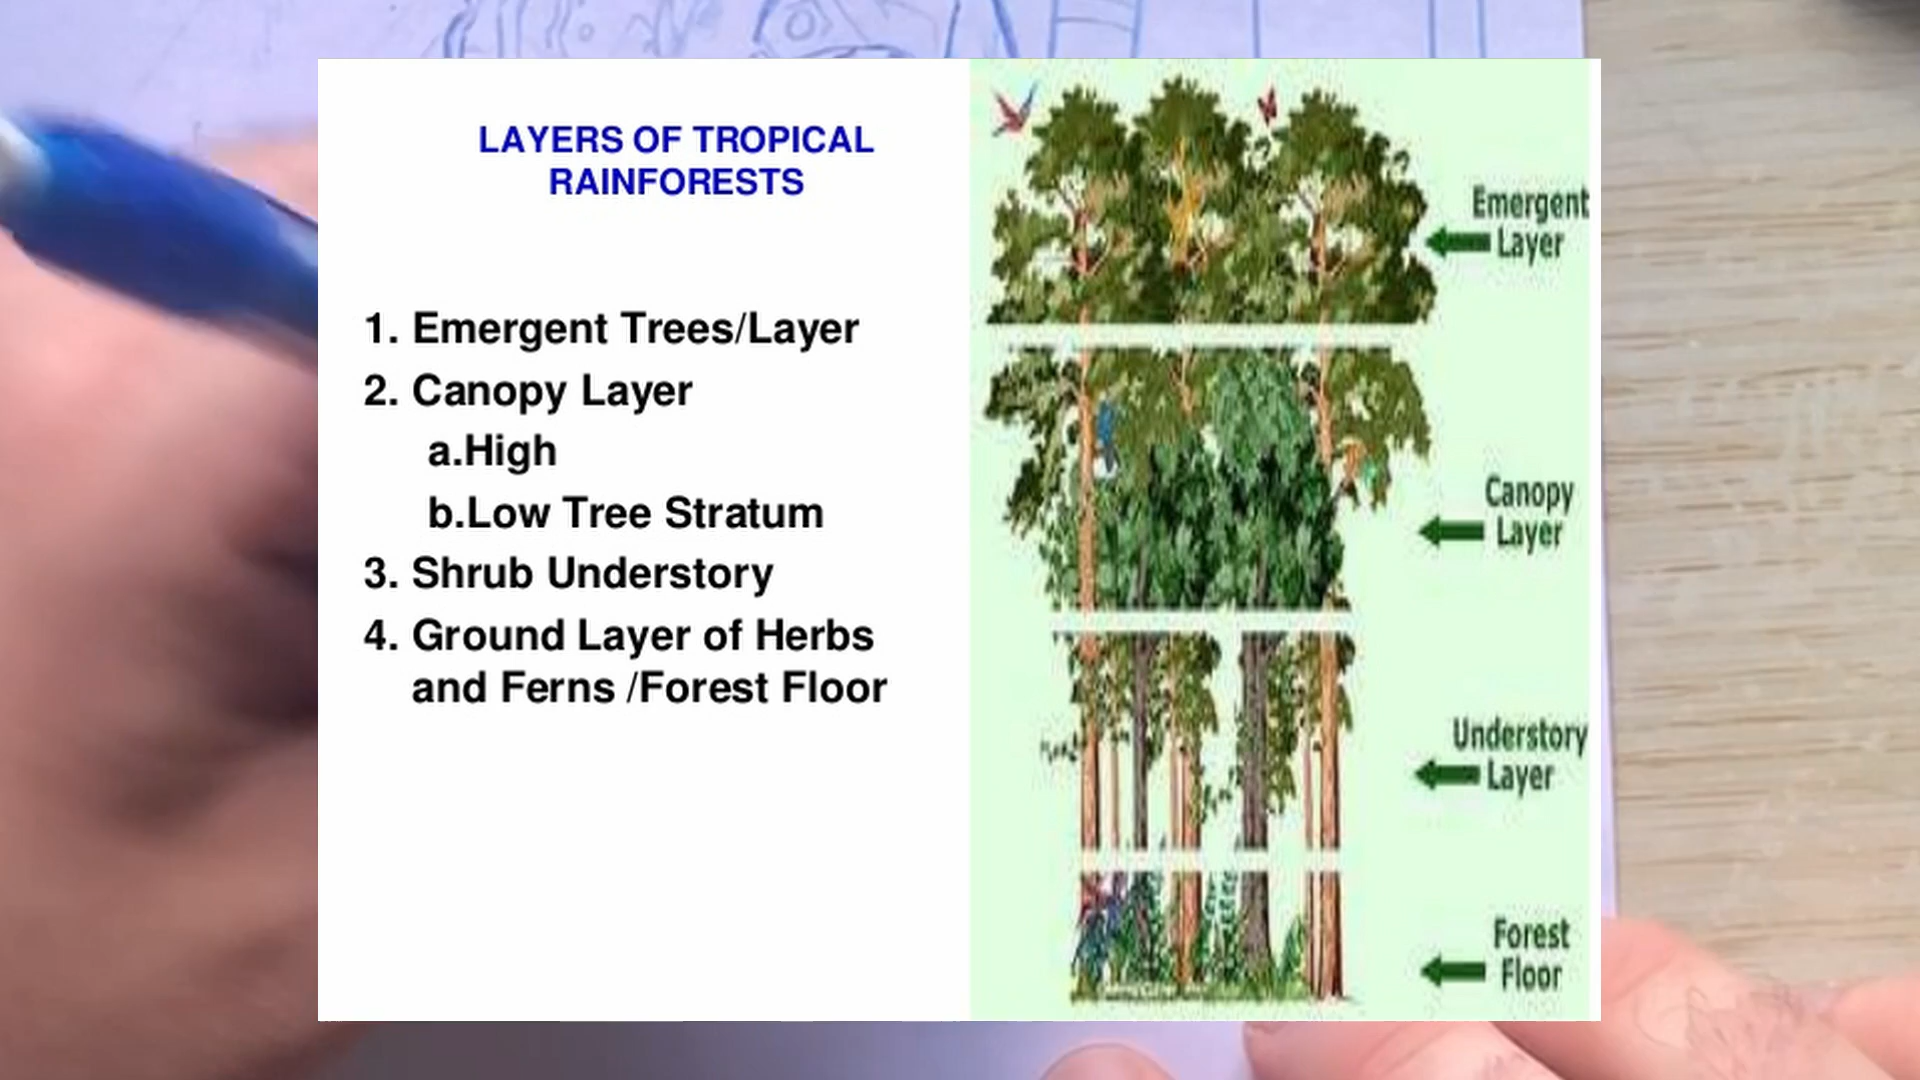 LAYERS OF TROPICAL
RAINFORESTS
1. Emergent Trees/Layer
2. Canopy Layer
a.High
b.Low Tree Stratum
3. Shrub Understory
4. Ground Layer of Herbs
and Ferns /Forest Floor
Emergent
Layer
Canopy
Layer
Understory
Layer
Forest
Floor